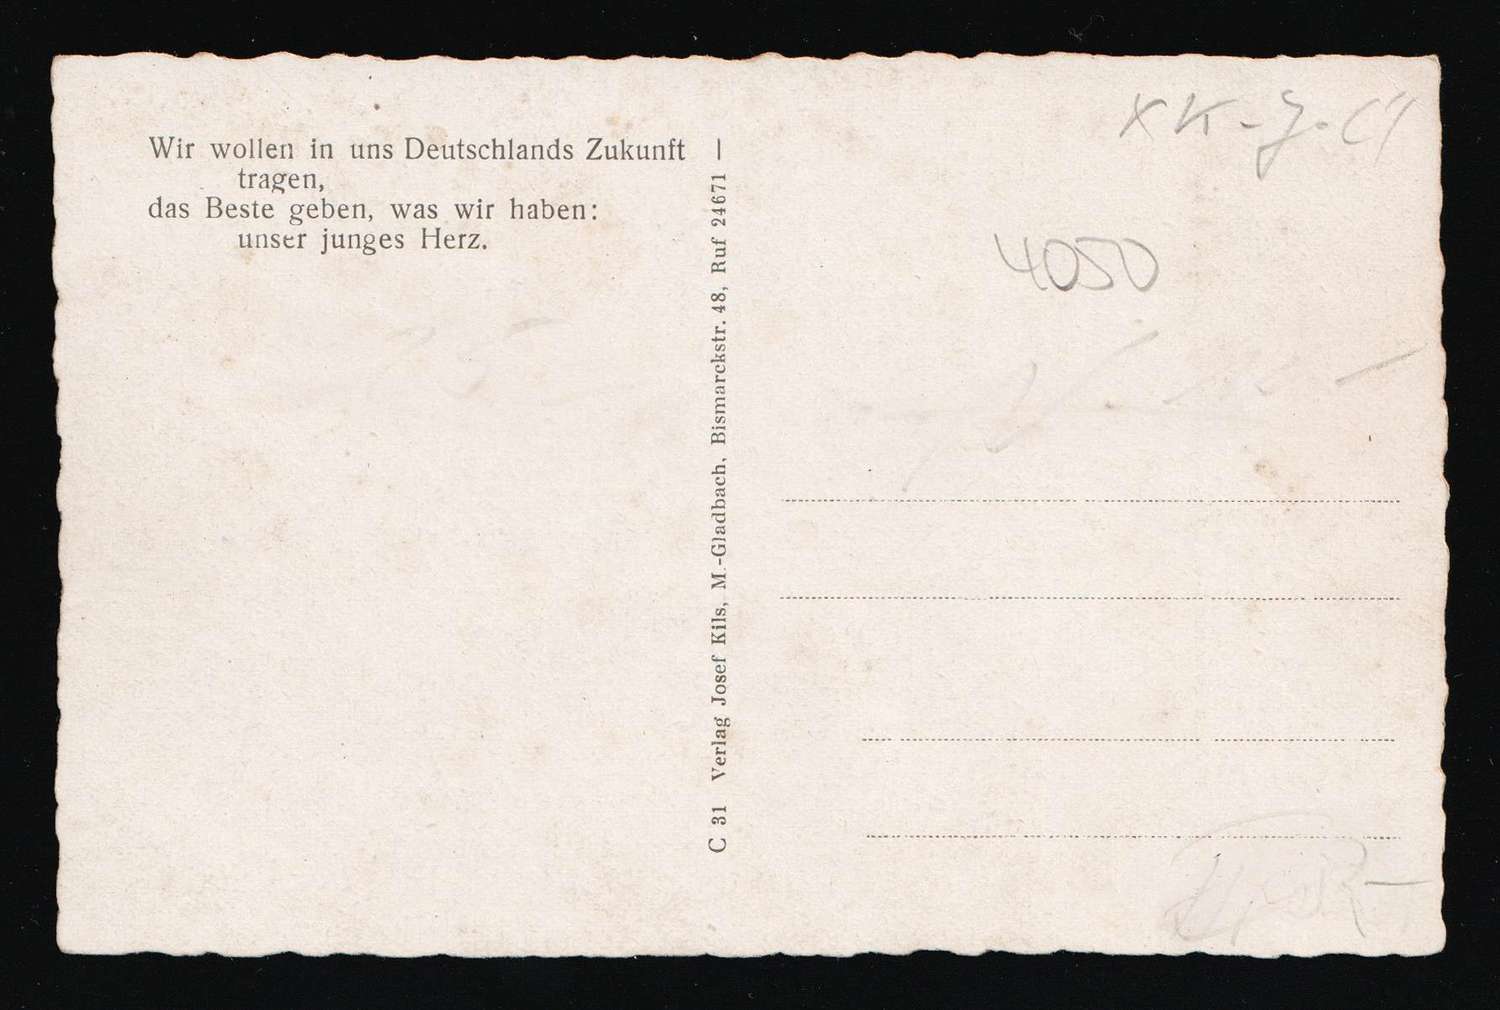 Wir wollen in uns Deutschlands Zukunft
tragen,
das Beste geben, was wir haben:
unser junges Herz.
C 31 Verlag Josef Kils, M.-Gladbach, Bismarckstr. 48, Ruf 24671
4050